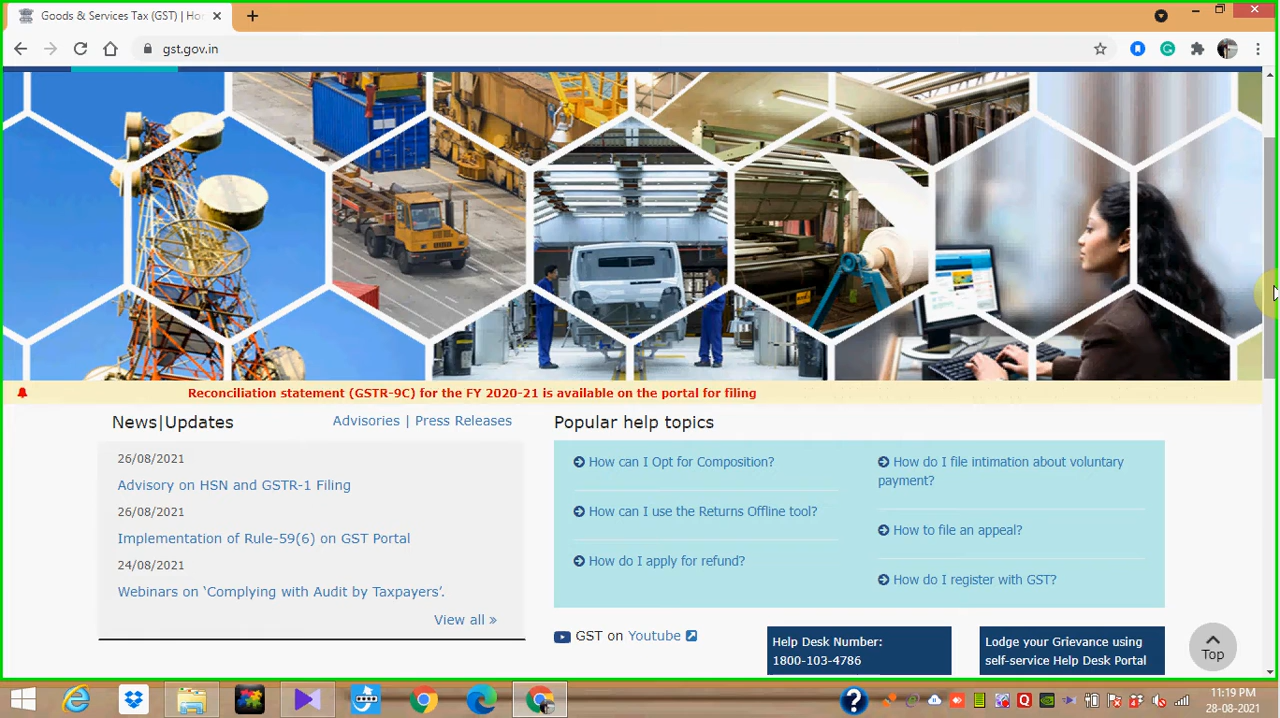 Goods & Services Tax (GST) | Ho
gst.gov.in
Reconciliation statement (GSTR-9C) for the FY 2020-21 is available on the portal for filing
News|Updates
Advisories | Press Releases
26/08/2021
Advisory on HSN and GSTR-1 Filing
26/08/2021
Implementation of Rule-59(6) on GST Portal
24/08/2021
Webinars on ‘Complying with Audit by Taxpayers’.
View all »
Popular help topics
How can I Opt for Composition?
How can I use the Returns Offline tool?
How do I apply for refund?
How do I file intimation about voluntary
payment?
How to file an appeal?
How do I register with GST?
GST on Youtube
Help Desk Number:
1800-103-4786
Lodge your Grievance using
self-service Help Desk Portal
Top
11:19 PM
28-08-2021